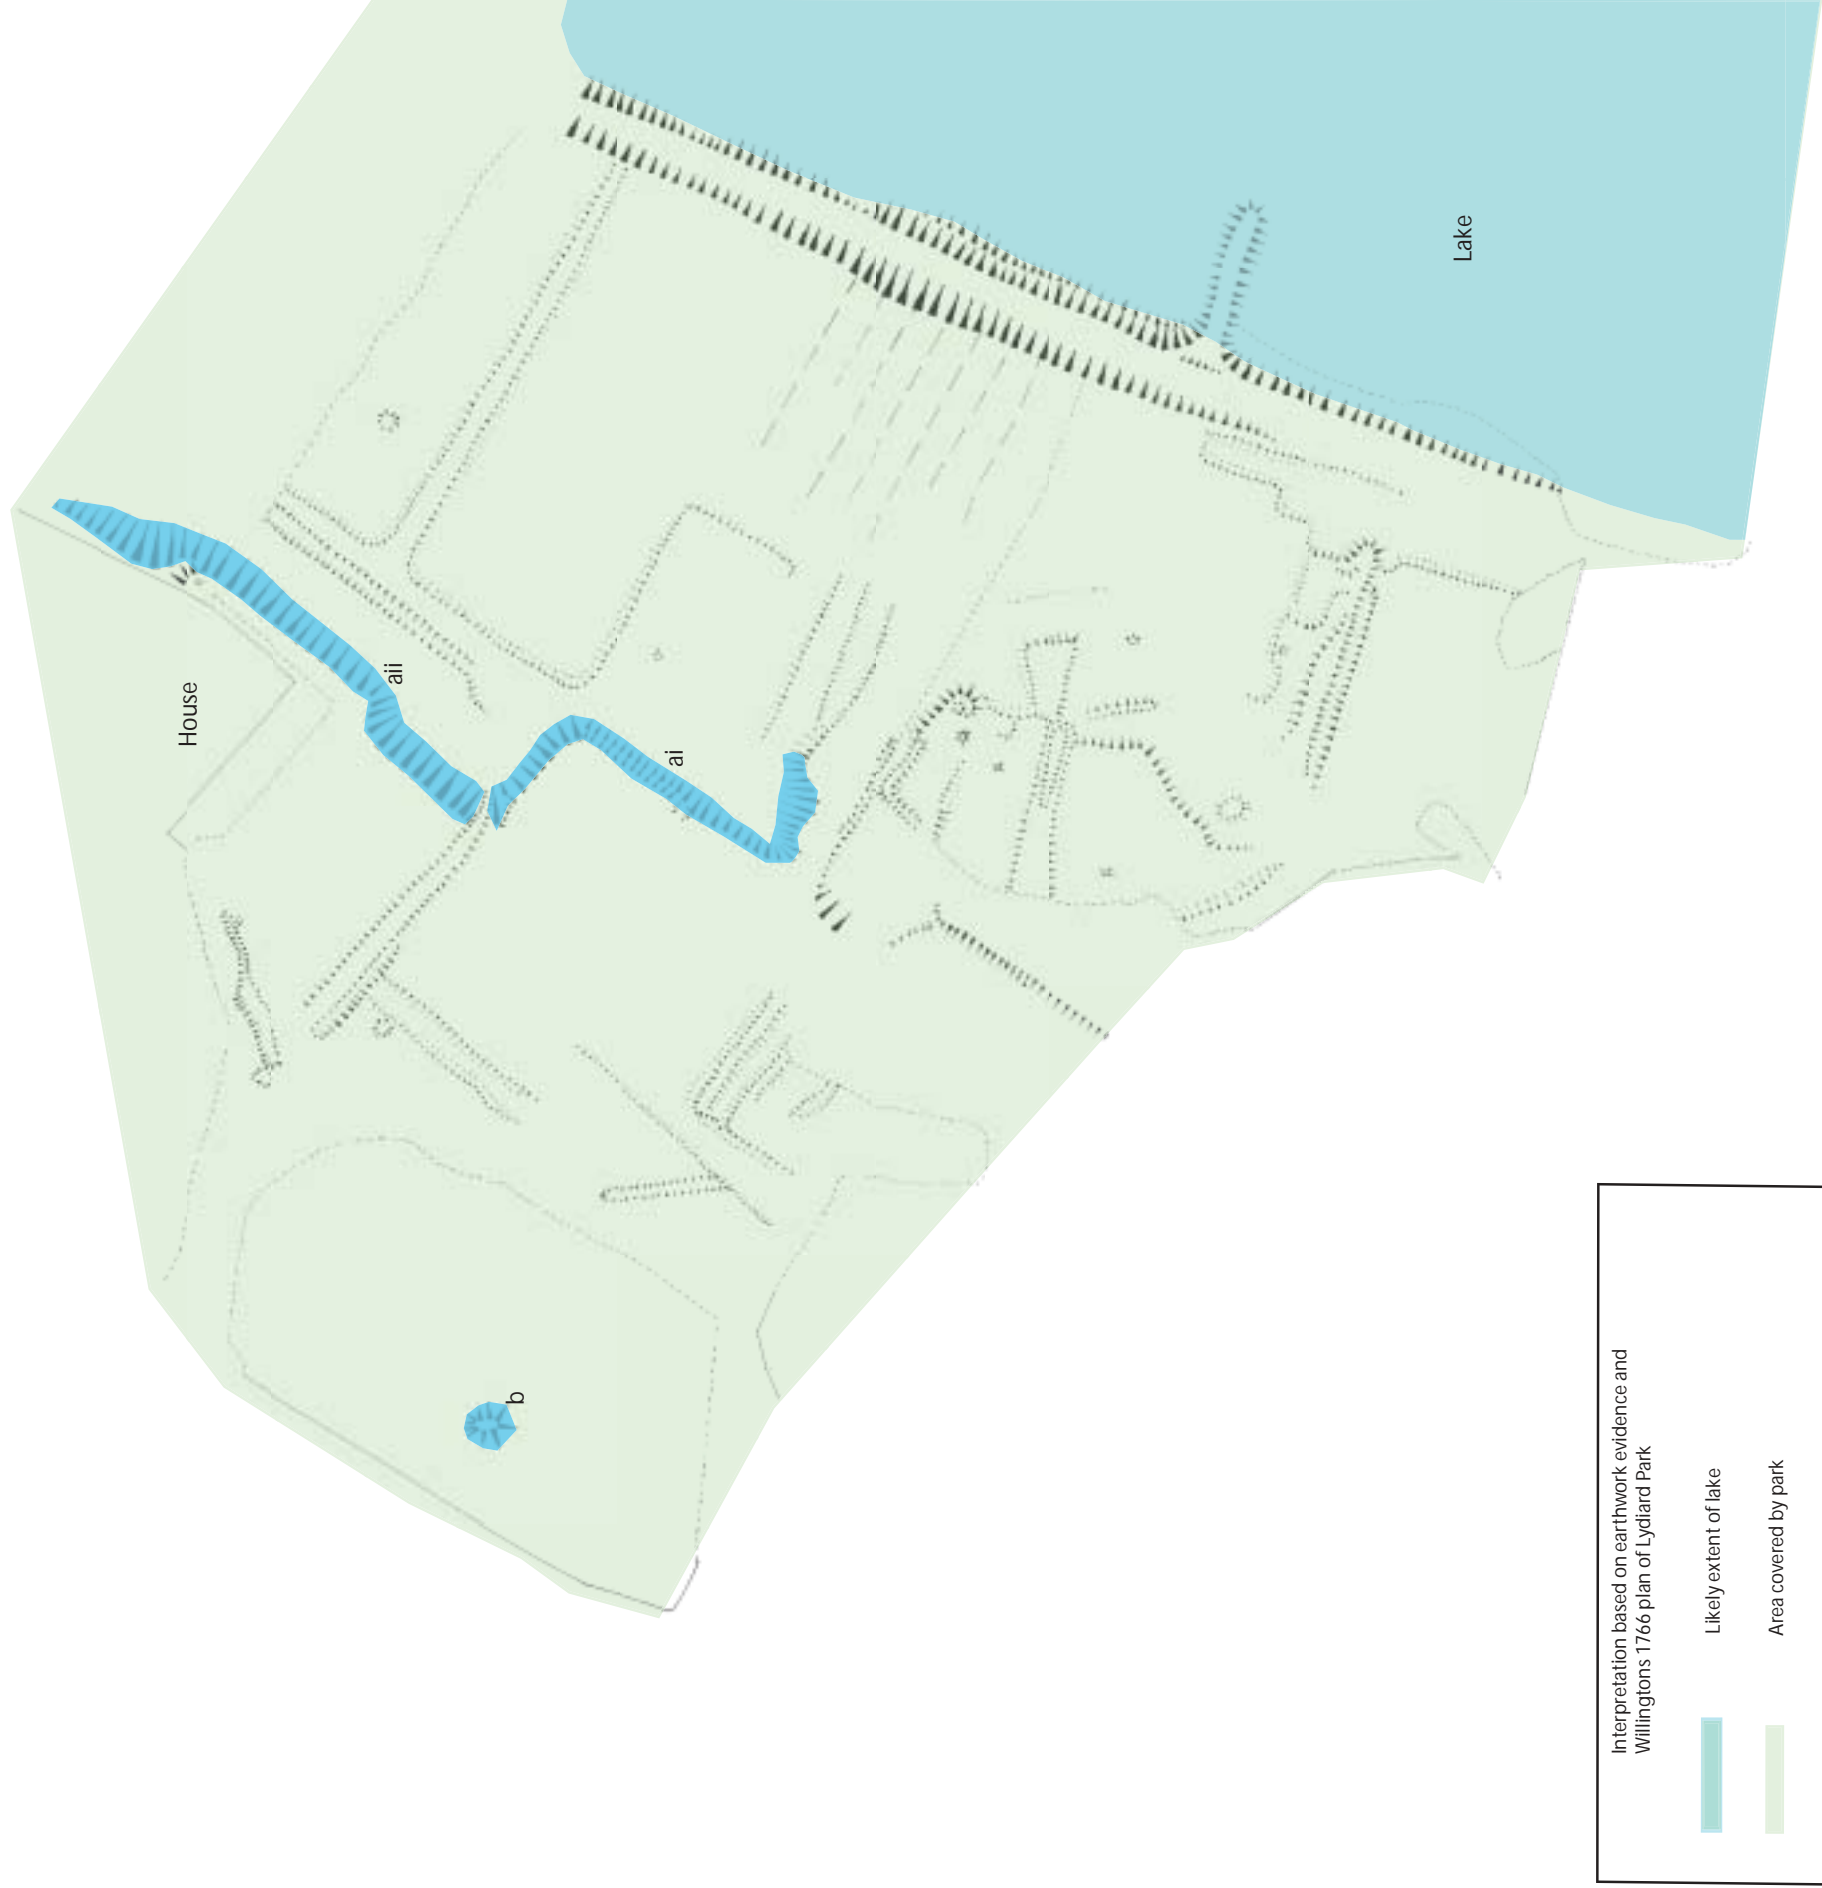 House
aii
ai
b
Lake
Interpretation based on earthwork evidence and
Willingtons 1766 plan of Lydiard Park
Likely extent of lake
Area covered by park